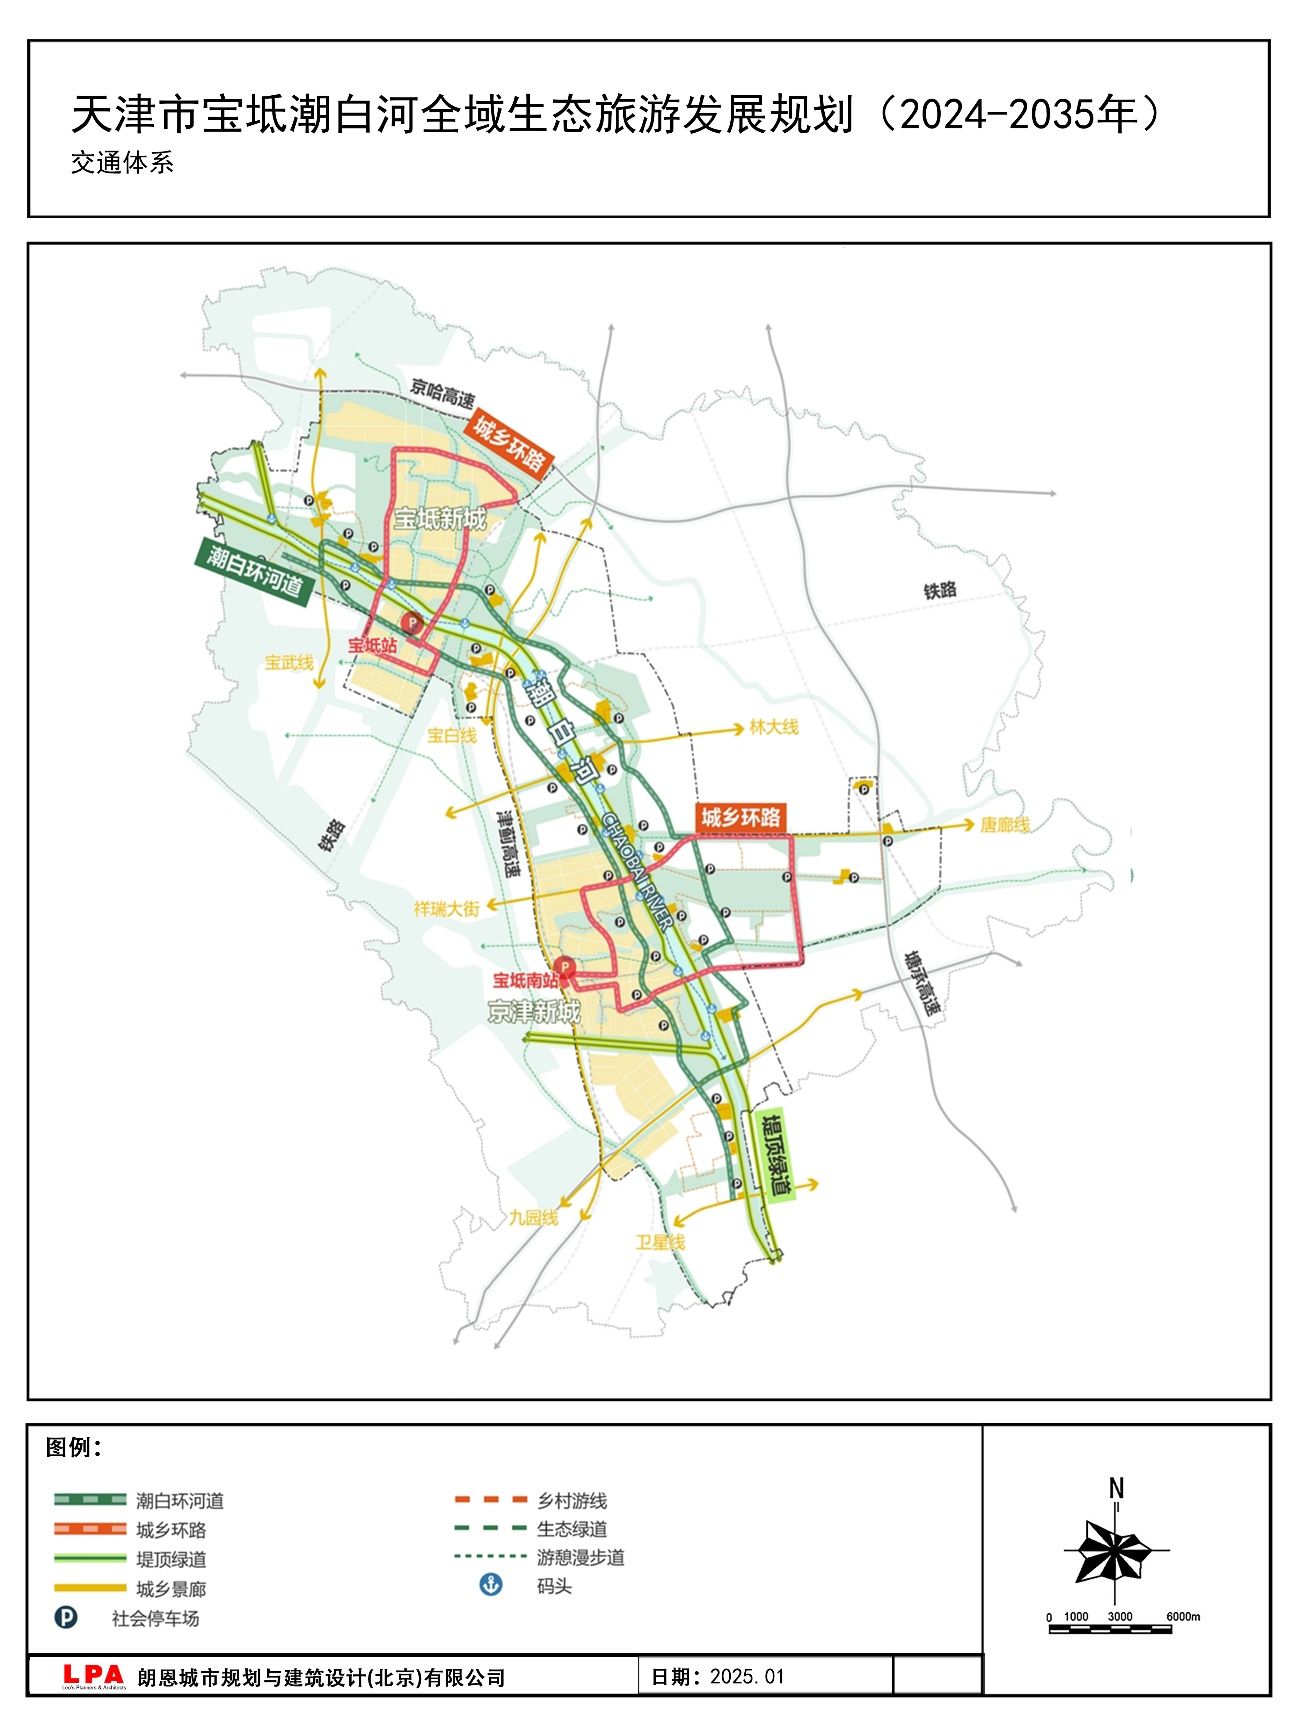 天津市宝坻潮白河全域生态旅游发展规划（2024-2035年）
交通体系
京哈高速
城乡环路
宝坻新城
潮白环河道
铁路
宝坻站
宝武线
潮白河
宝白线
林大线
城乡环路
唐廊线
铁路
津蓟高速
CHAOBAI RIVER
祥瑞大街
宝坻南站
京津新城
塘承高速
堤顶绿道
九园线
卫星线
P
图例：
潮白环河道
城乡环路
堤顶绿道
城乡景廊
P 社会停车场
乡村游线
生态绿道
游憩漫步道
码头
N
0 1000 3000 6000m
LPA
Leo's Planners & Architects
朗恩城市规划与建筑设计(北京)有限公司
日期：2025.01